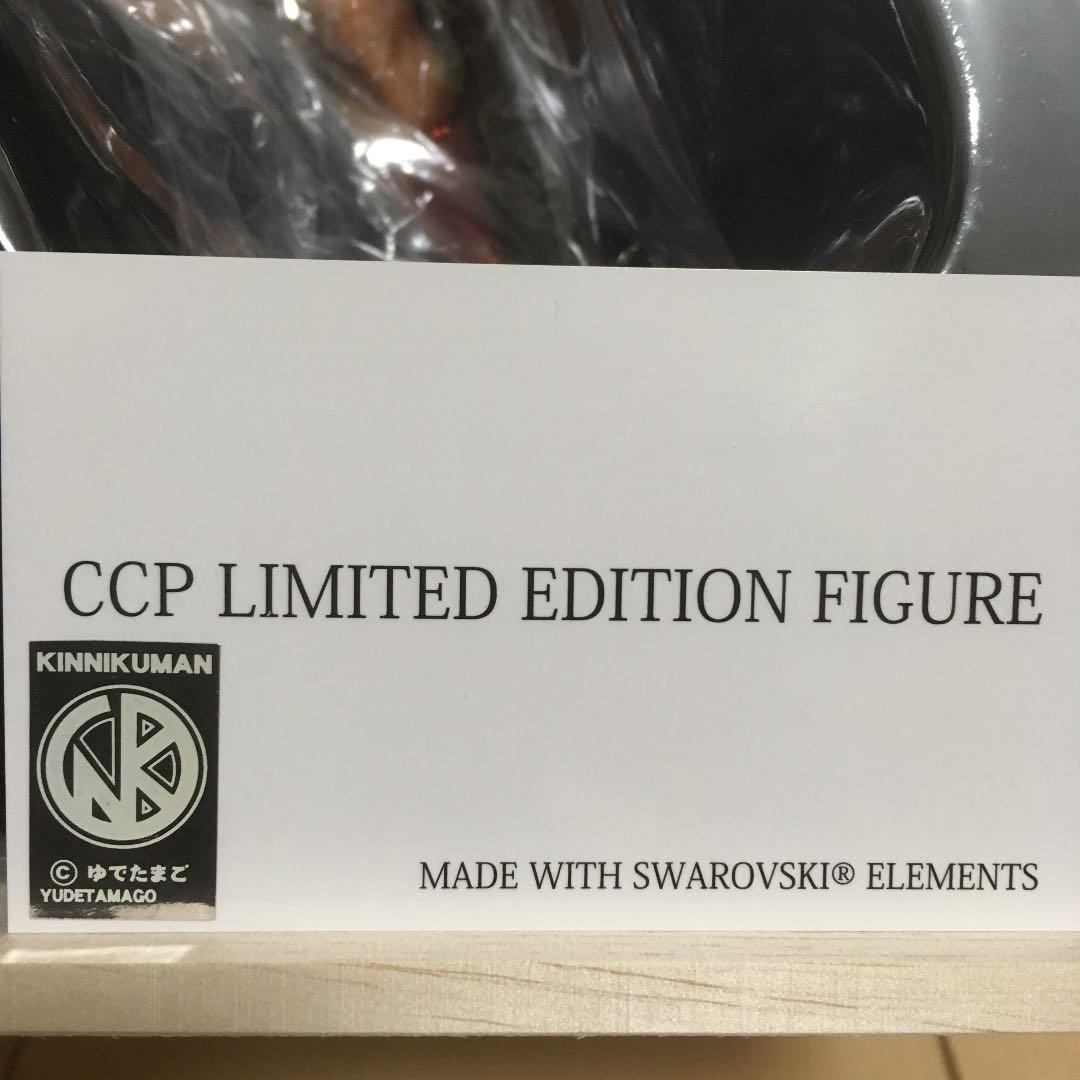 CCP LIMITED EDITION FIGURE
KINNIKUMAN
© ゆでたまご
YUDETAMAGO
MADE WITH SWAROVSKI® ELEMENTS